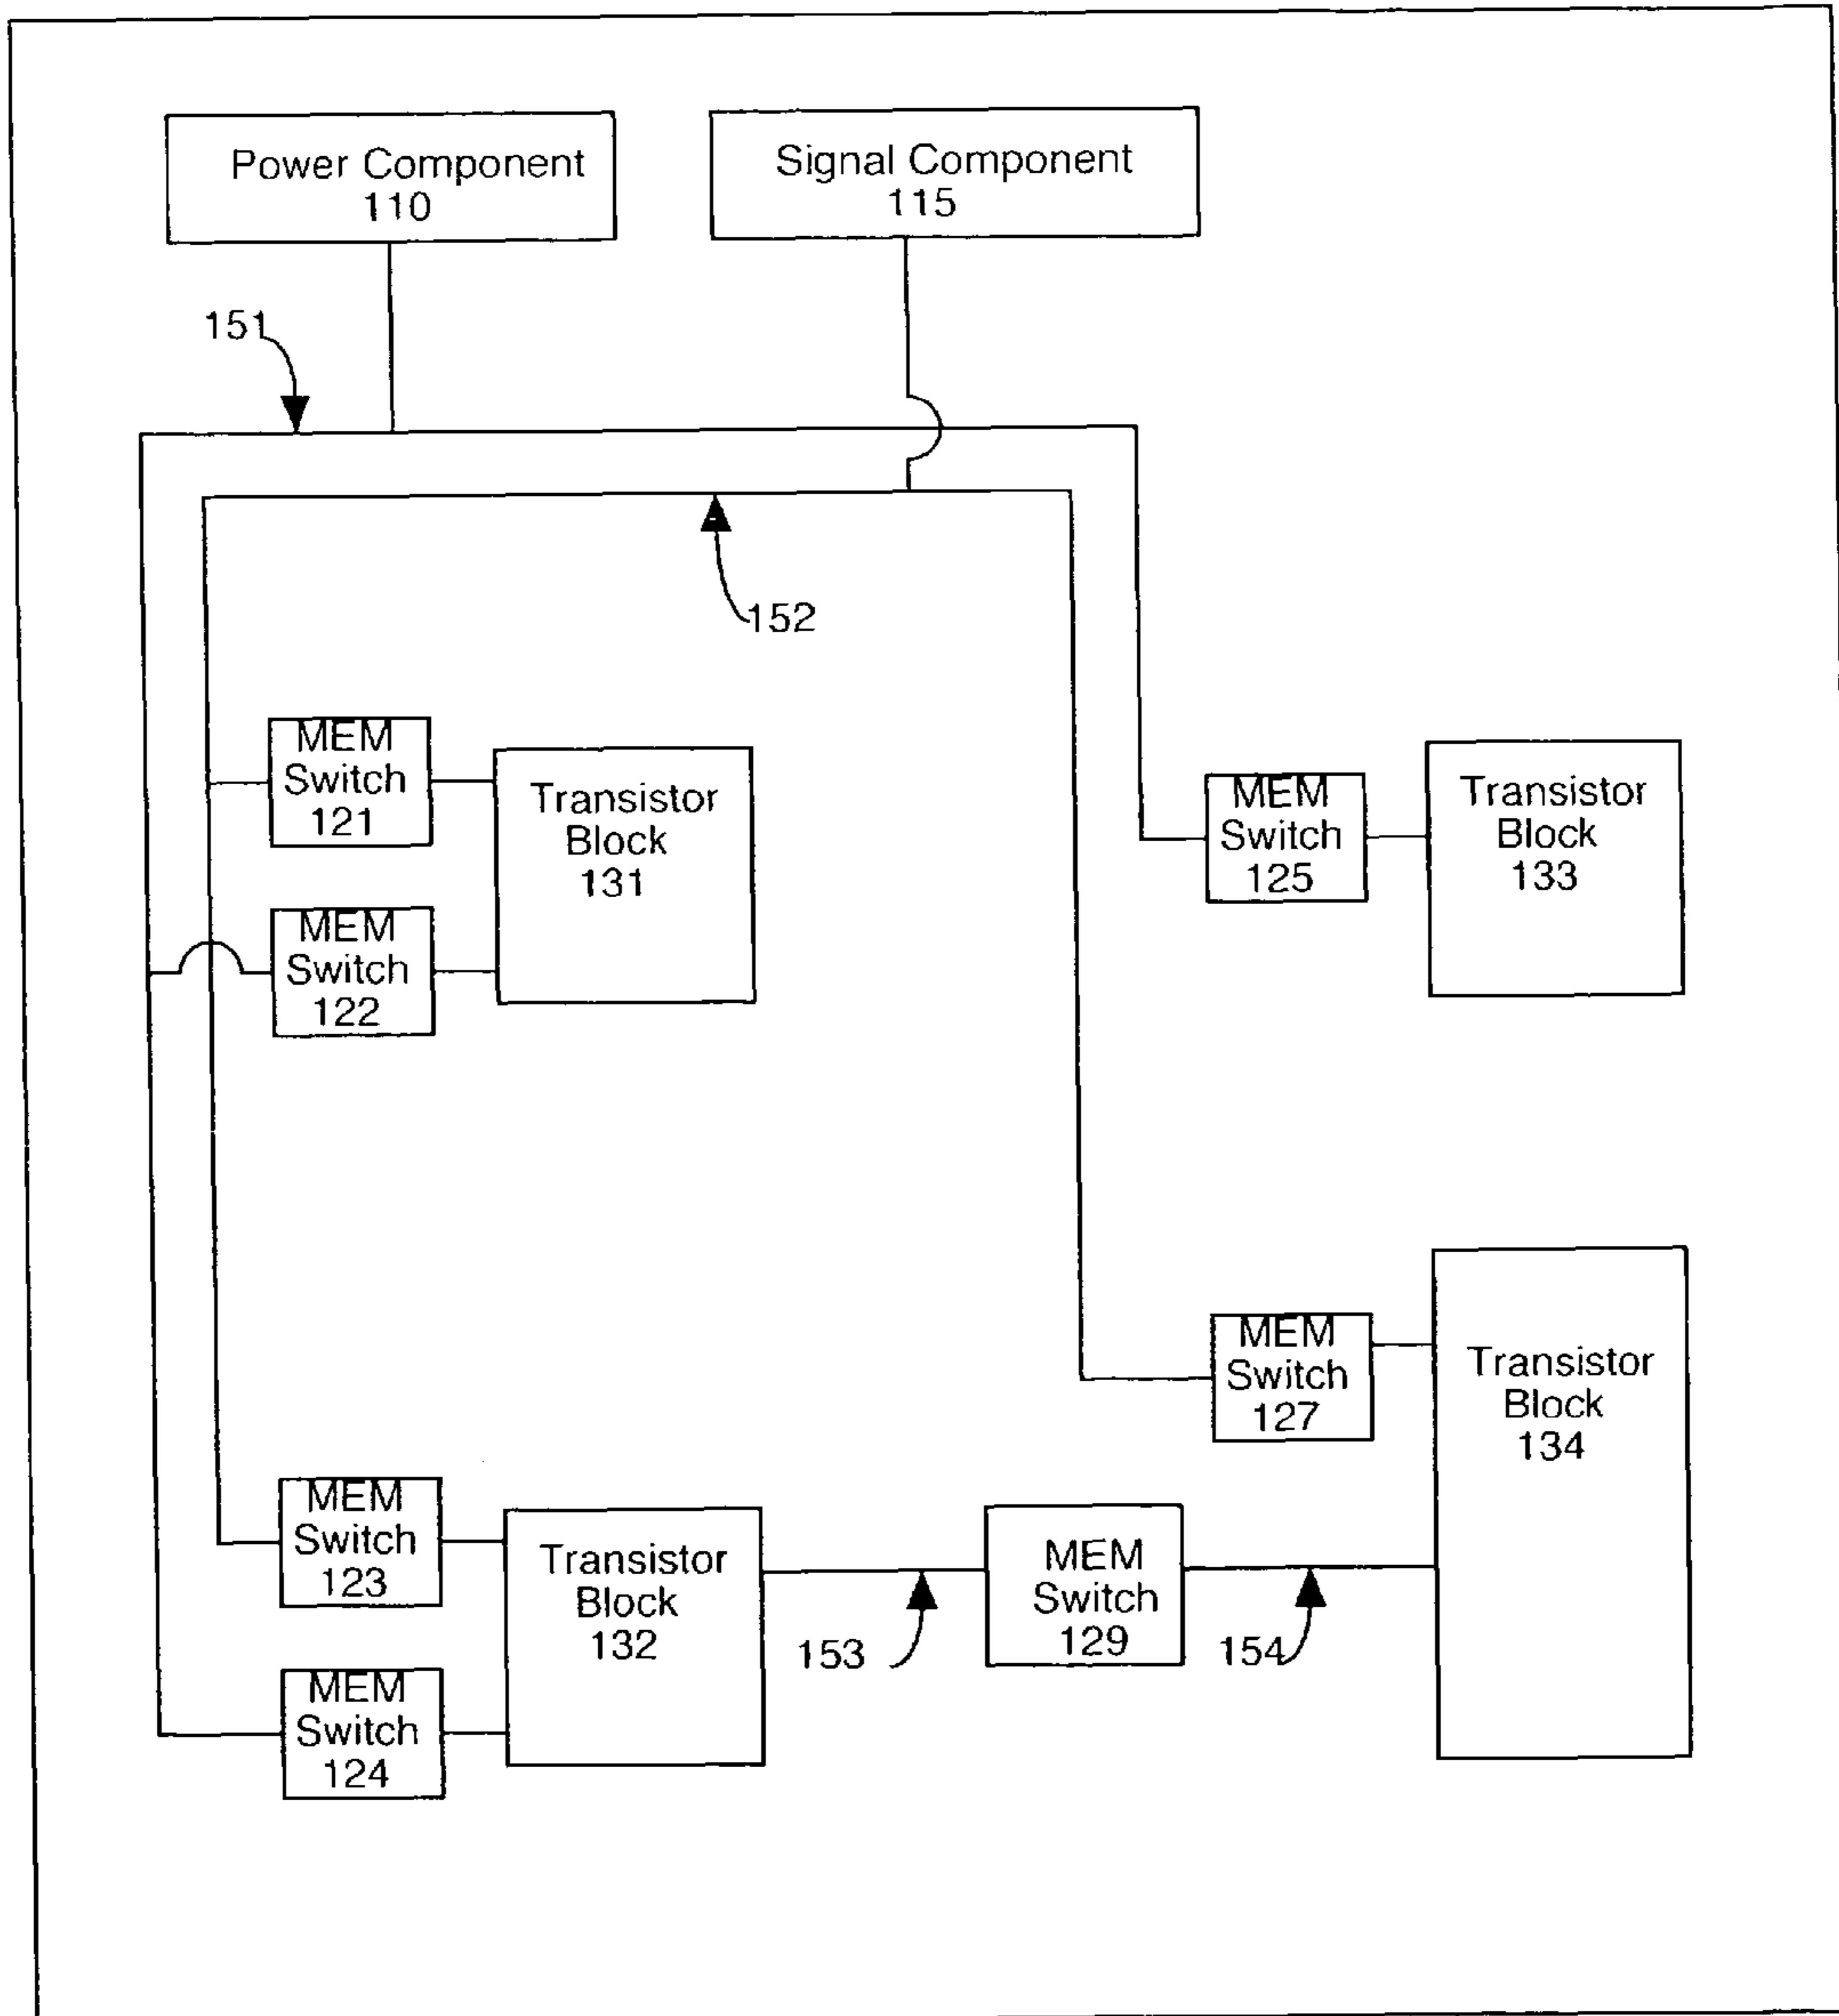 Power Component
110
Signal Component
115
151
152
MEM
Switch
121
Transistor
Block
131
MEM
Switch
122
MEM
Switch
125
Transistor
Block
133
MEM
Switch
127
Transistor
Block
134
MEM
Switch
123
Transistor
Block
132
MEM
Switch
124
153
MEM
Switch
129
154